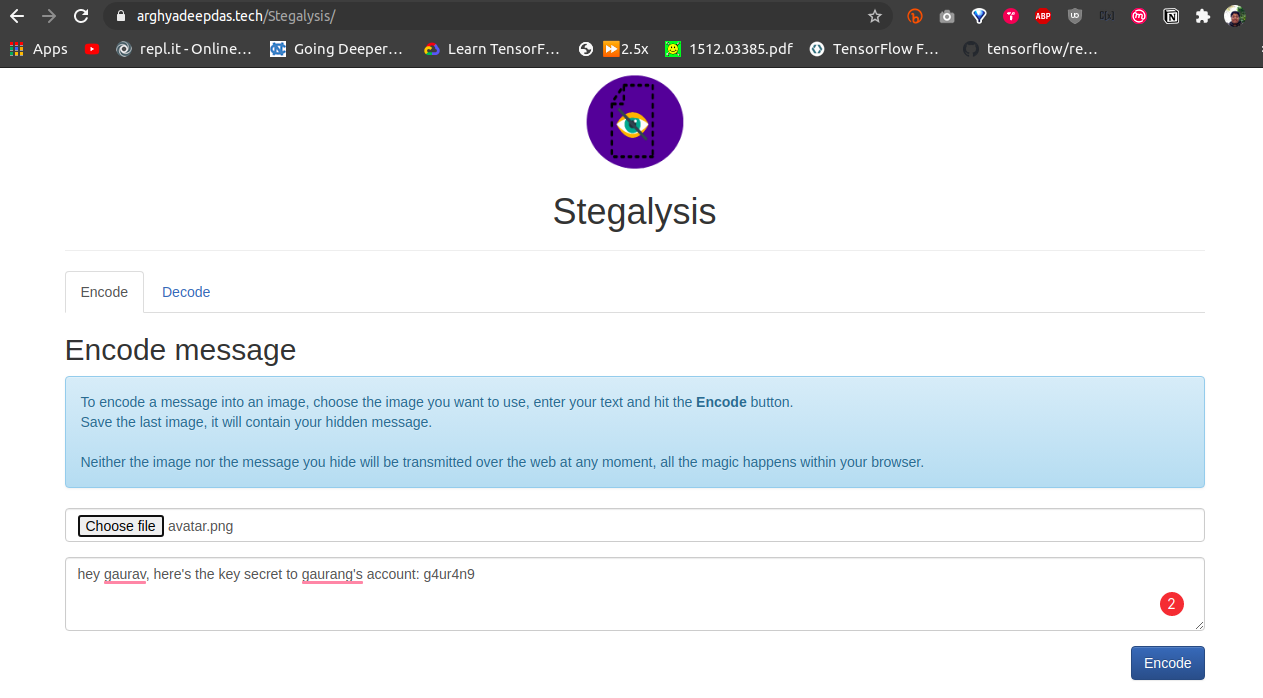 arghyadeepdas.tech/Stegalysis/
Apps repl.it - Online... Going Deeper... Learn TensorF... 2.5x 1512.03385.pdf TensorFlow F... tensorflow/re...
Stegalysis
Encode Decode
Encode message
To encode a message into an image, choose the image you want to use, enter your text and hit the Encode button.
Save the last image, it will contain your hidden message.
Neither the image nor the message you hide will be transmitted over the web at any moment, all the magic happens within your browser.
Choose file avatar.png
hey gaurav, here's the key secret to gaurang's account: g4ur4n9
2
Encode